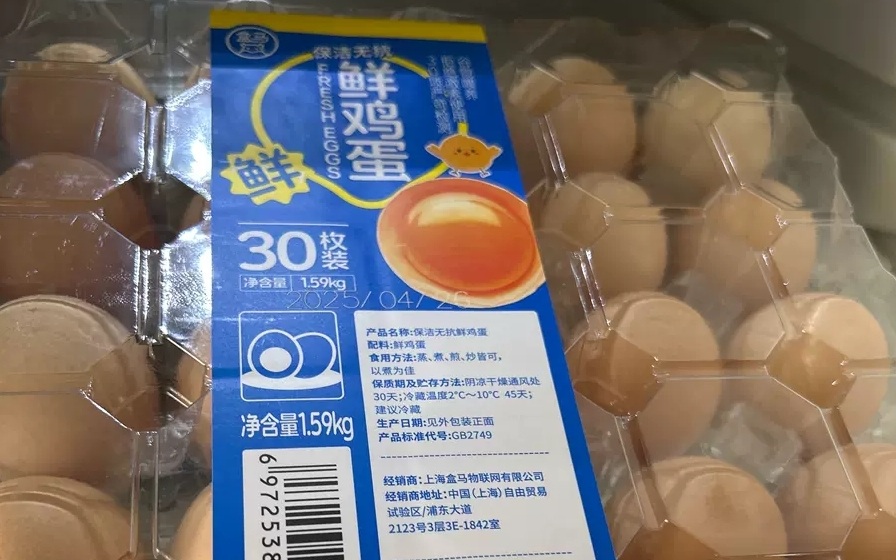 盒马
保洁无抗
鲜鸡蛋
FRESH EGGS
鲜
30枚装
净含量 1.59kg
2025/04/26
产品名称:保洁无抗鲜鸡蛋
配料:鲜鸡蛋
食用方法:蒸、煮、煎、炒皆可,
以煮为佳
保质期及贮存方法:阴凉干燥通风处
30天;冷藏温度2°C~10°C 45天;
建议冷藏
生产日期:见外包装正面
产品标准代号:GB2749
净含量1.59kg
经销商:上海盒马物联网有限公司
经销商地址:中国(上海)自由贸易
试验区/浦东大道
2123号3层3E-1842室
6 972538